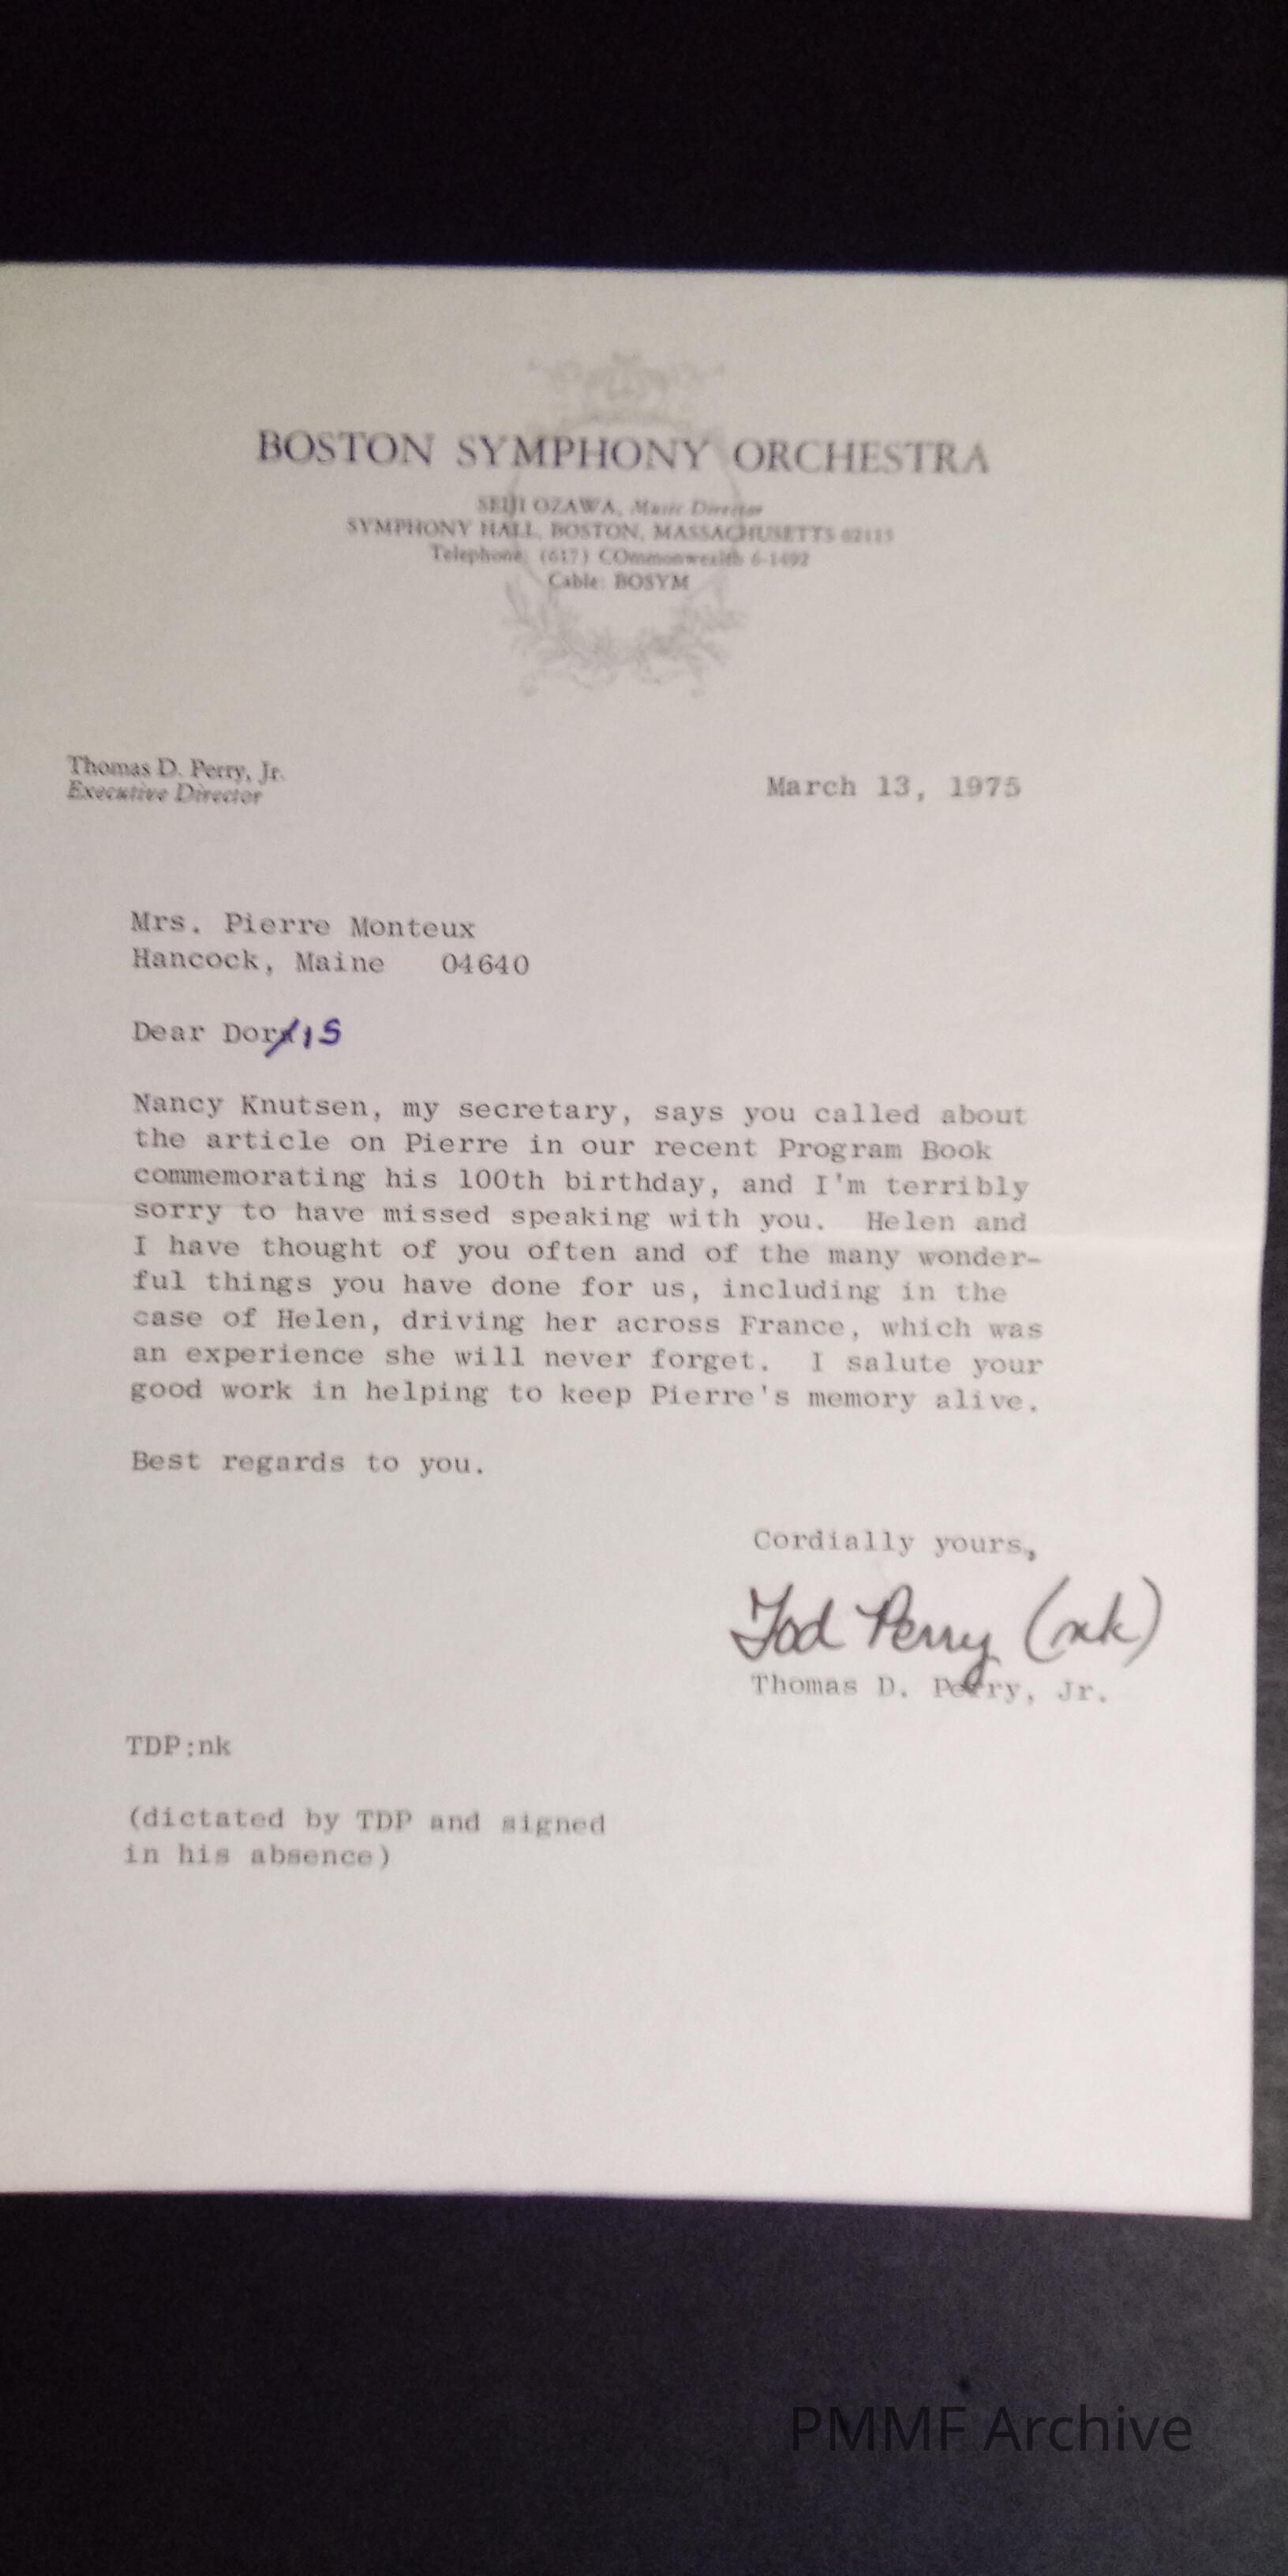 BOSTON SYMPHONY ORCHESTRA
SEIJI OZAWA, Music Director
SYMPHONY HALL, BOSTON, MASSACHUSETTS 02115
Telephone: (617) COmmonwealth 6-1492
Cable: BOSYM
Thomas D. Perry, Jr.
Executive Director
March 13, 1975
Mrs. Pierre Monteux
Hancock, Maine 04640
Dear Doris
Nancy Knutsen, my secretary, says you called about
the article on Pierre in our recent Program Book
commemorating his 100th birthday, and I'm terribly
sorry to have missed speaking with you. Helen and
I have thought of you often and of the many wonder-
ful things you have done for us, including in the
case of Helen, driving her across France, which was
an experience she will never forget. I salute your
good work in helping to keep Pierre's memory alive.
Best regards to you.
Cordially yours,
Tod Perry (nk)
Thomas D. Perry, Jr.
TDP:nk
(dictated by TDP and signed
in his absence)
PMMF Archive